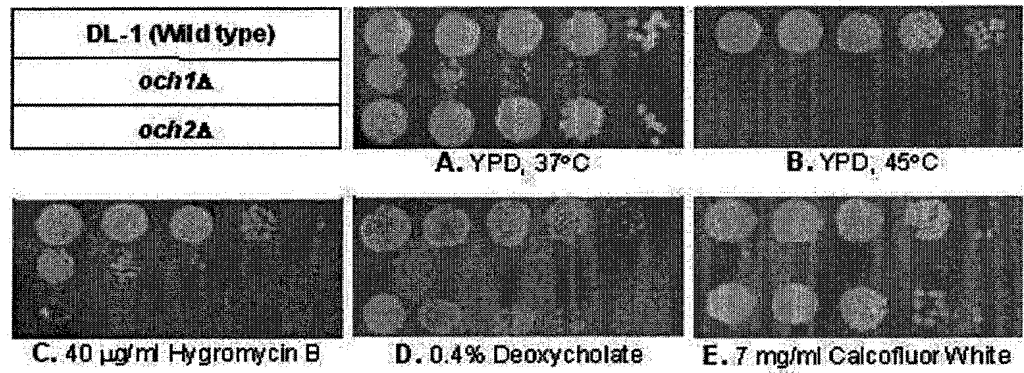 DL-1 (Wild type)
och1Δ
och2Δ
A. YPD, 37°C
B. YPD, 45°C
C. 40 µg/ml Hygromycin B
D. 0.4% Deoxycholate
E. 7 mg/ml Calcofluor White